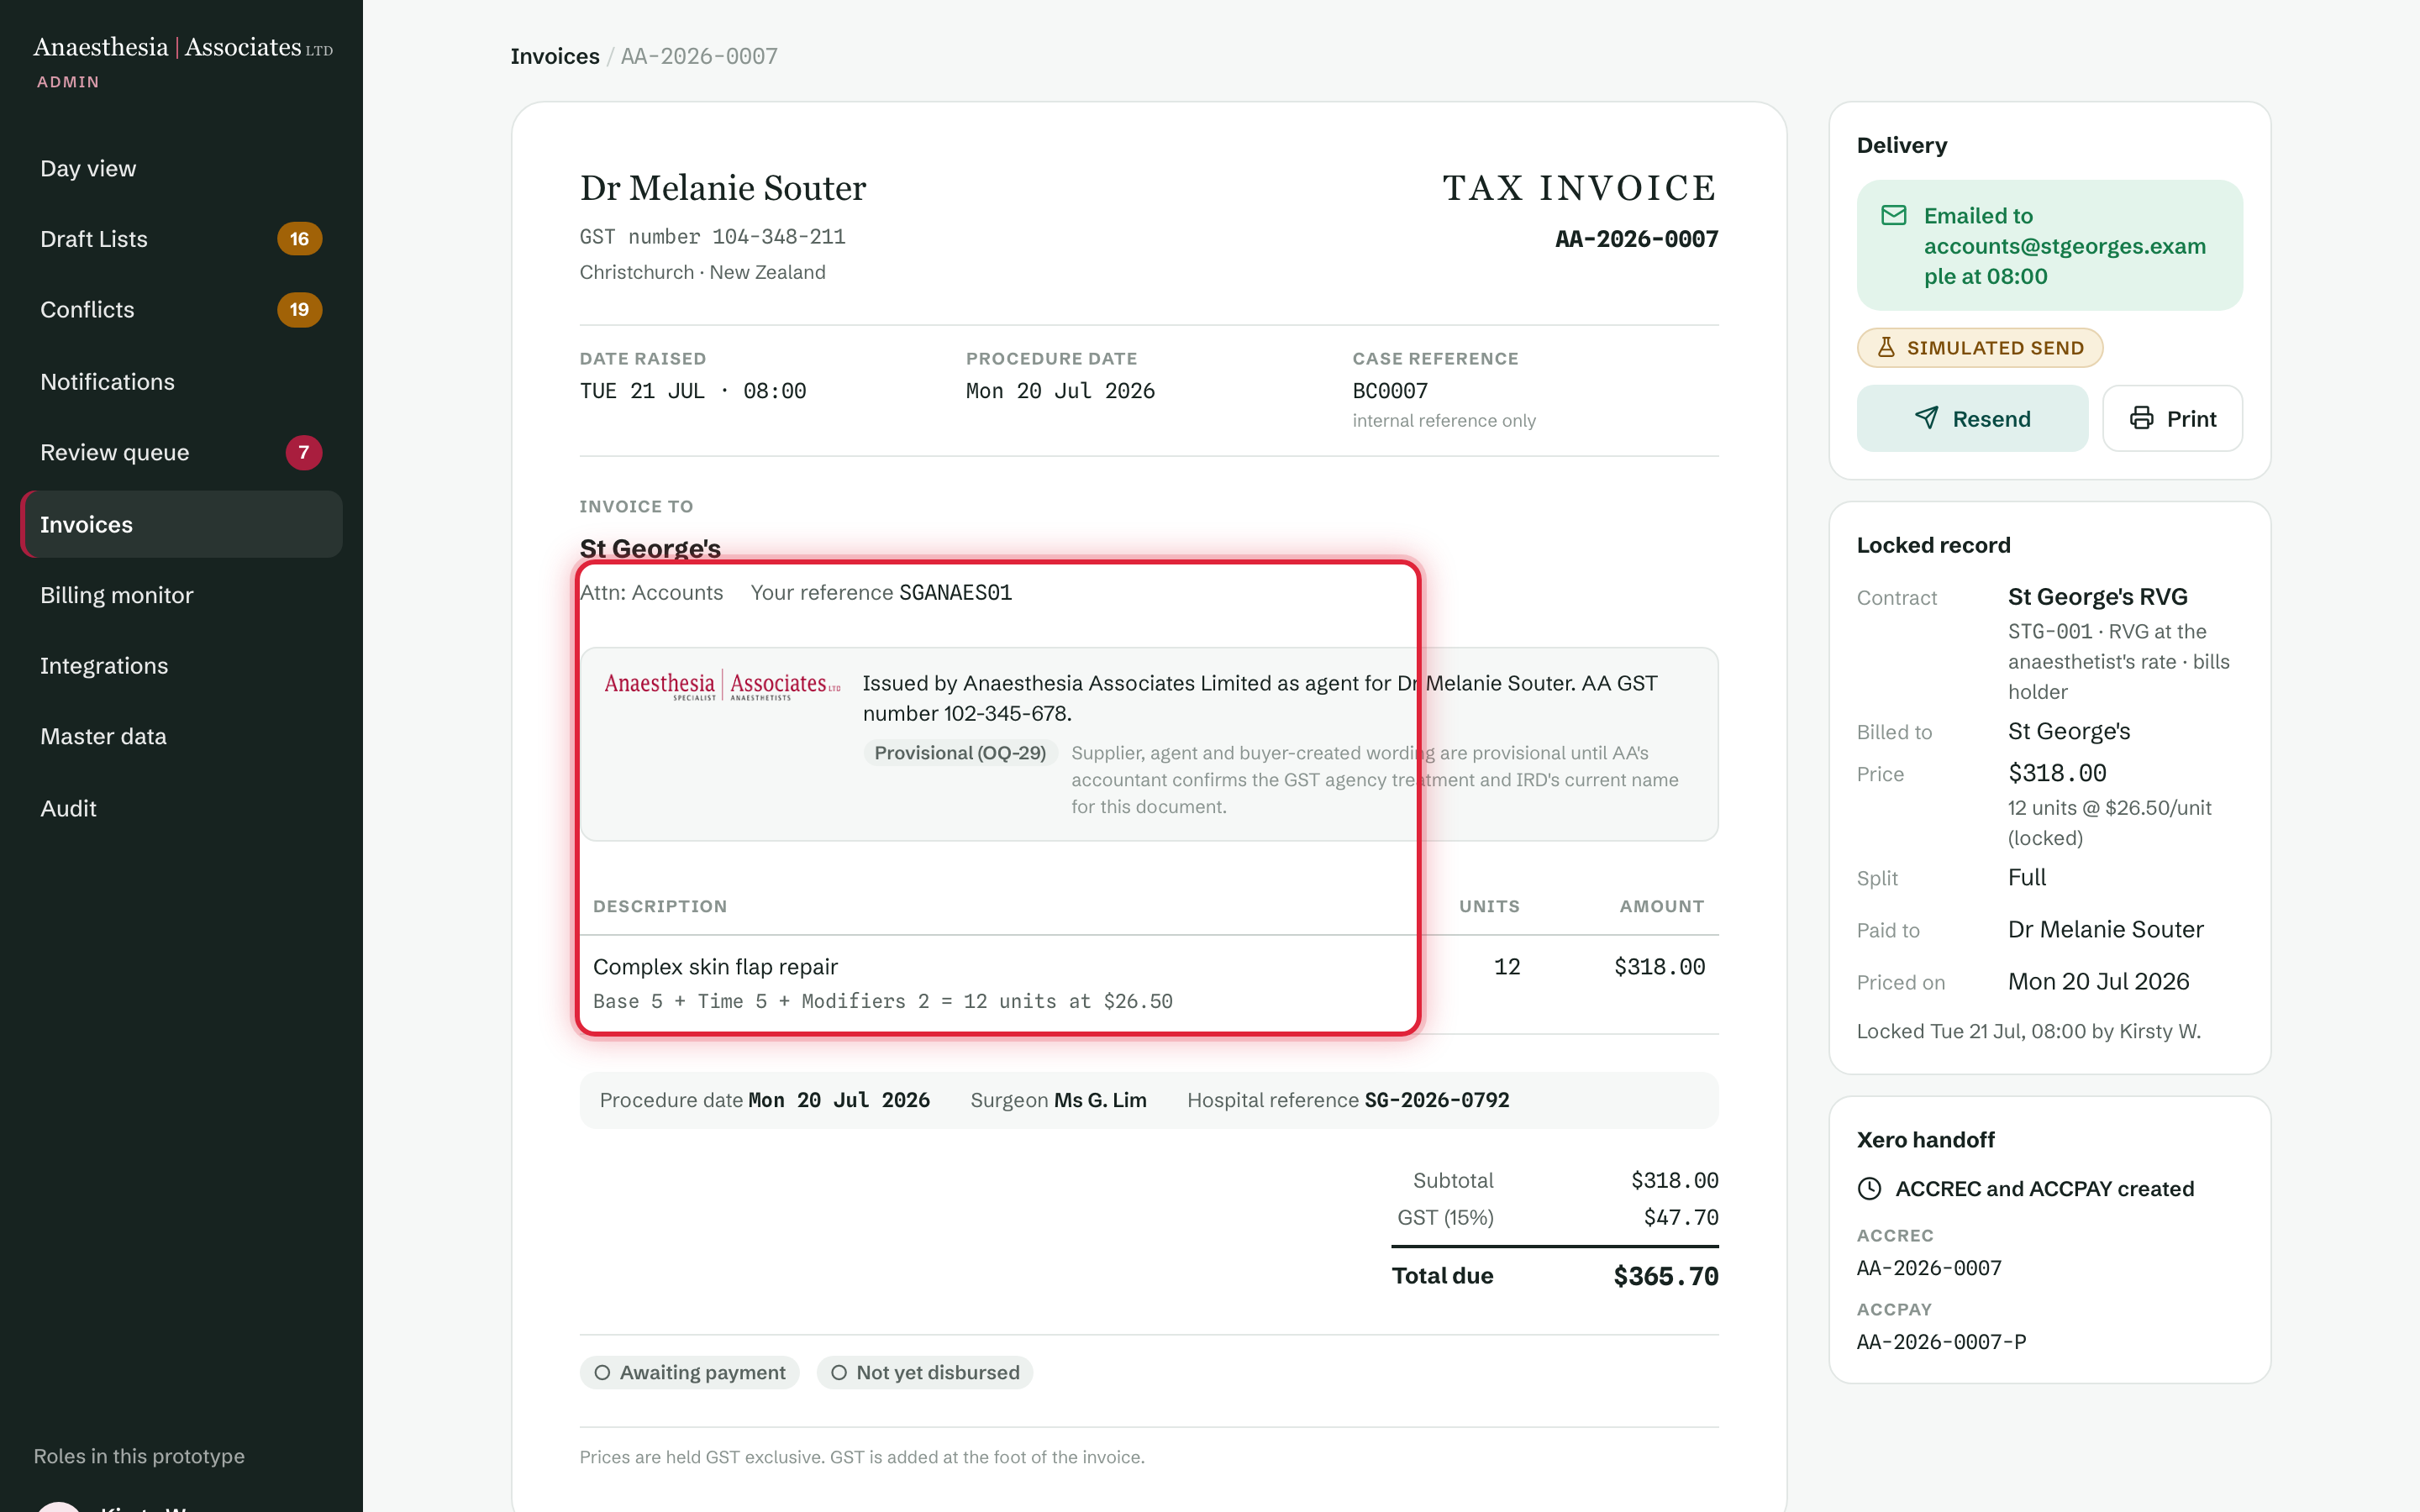 Anaesthesia | Associates LTD
ADMIN
Day view
Draft Lists 16
Conflicts 19
Notifications
Review queue 7
Invoices
Billing monitor
Integrations
Master data
Audit
Roles in this prototype
Invoices / AA-2026-0007
Dr Melanie Souter
GST number 104-348-211
Christchurch · New Zealand
TAX INVOICE
AA-2026-0007
DATE RAISED
TUE 21 JUL · 08:00
PROCEDURE DATE
Mon 20 Jul 2026
CASE REFERENCE
BC0007
internal reference only
INVOICE TO
St George's
Attn: Accounts Your reference SGANAES01
Anaesthesia | Associates LTD
SPECIALIST ANAESTHETISTS
Issued by Anaesthesia Associates Limited as agent for Dr Melanie Souter. AA GST
number 102-345-678.
Provisional (OQ-29)
Supplier, agent and buyer-created wording are provisional until AA's
accountant confirms the GST agency treatment and IRD's current name
for this document.
DESCRIPTION UNITS AMOUNT
Complex skin flap repair 12 $318.00
Base 5 + Time 5 + Modifiers 2 = 12 units at $26.50
Procedure date Mon 20 Jul 2026 Surgeon Ms G. Lim Hospital reference SG-2026-0792
Subtotal $318.00
GST (15%) $47.70
Total due $365.70
Awaiting payment Not yet disbursed
Prices are held GST exclusive. GST is added at the foot of the invoice.
Delivery
Emailed to
accounts@stgeorges.exam
ple at 08:00
SIMULATED SEND
Resend Print
Locked record
Contract St George's RVG
STG-001 · RVG at the
anaesthetist's rate · bills
holder
Billed to St George's
Price $318.00
12 units @ $26.50/unit
(locked)
Split Full
Paid to Dr Melanie Souter
Priced on Mon 20 Jul 2026
Locked Tue 21 Jul, 08:00 by Kirsty W.
Xero handoff
ACCREC and ACCPAY created
ACCREC
AA-2026-0007
ACCPAY
AA-2026-0007-P